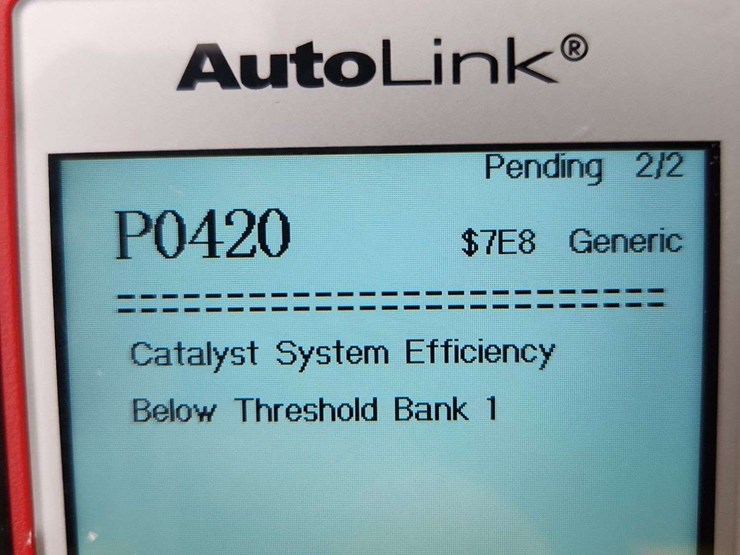 AutoLink®
Pending 2/2
P0420 $7E8 Generic
==========================
Catalyst System Efficiency
Below Threshold Bank 1